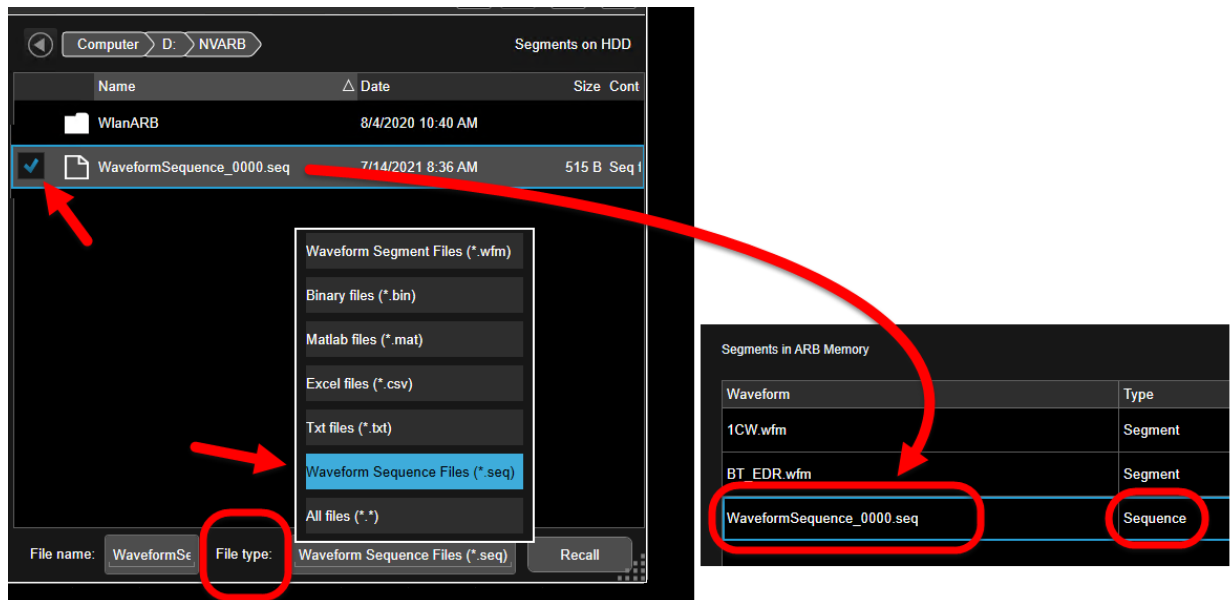 Computer D: NVARB Segments on HDD
Name Date Size Cont
WlanARB 8/4/2020 10:40 AM
WaveformSequence_0000.seq 7/14/2021 8:36 AM 515 B Seq f
Waveform Segment Files (*.wfm)
Binary files (*.bin)
Matlab files (*.mat)
Excel files (*.csv)
Txt files (*.txt)
Waveform Sequence Files (*.seq)
All files (*.*)
File name: WaveformSe File type: Waveform Sequence Files (*.seq) Recall
Segments in ARB Memory
Waveform Type
1CW.wfm Segment
BT_EDR.wfm Segment
WaveformSequence_0000.seq Sequence